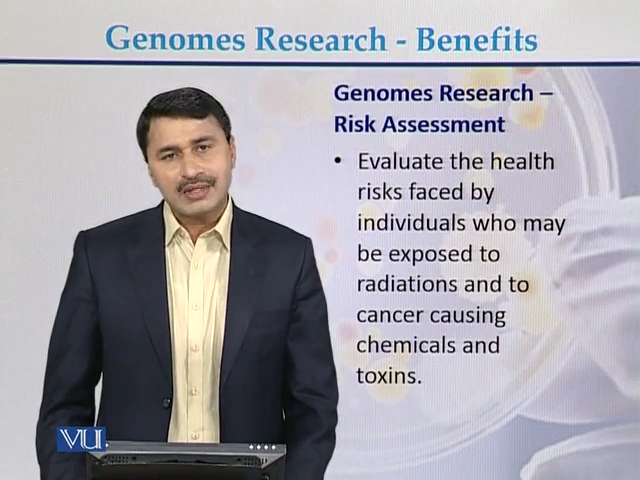 Genomes Research - Benefits
Genomes Research –
Risk Assessment
• Evaluate the health
risks faced by
individuals who may
be exposed to
radiations and to
cancer causing
chemicals and
toxins.
VU.